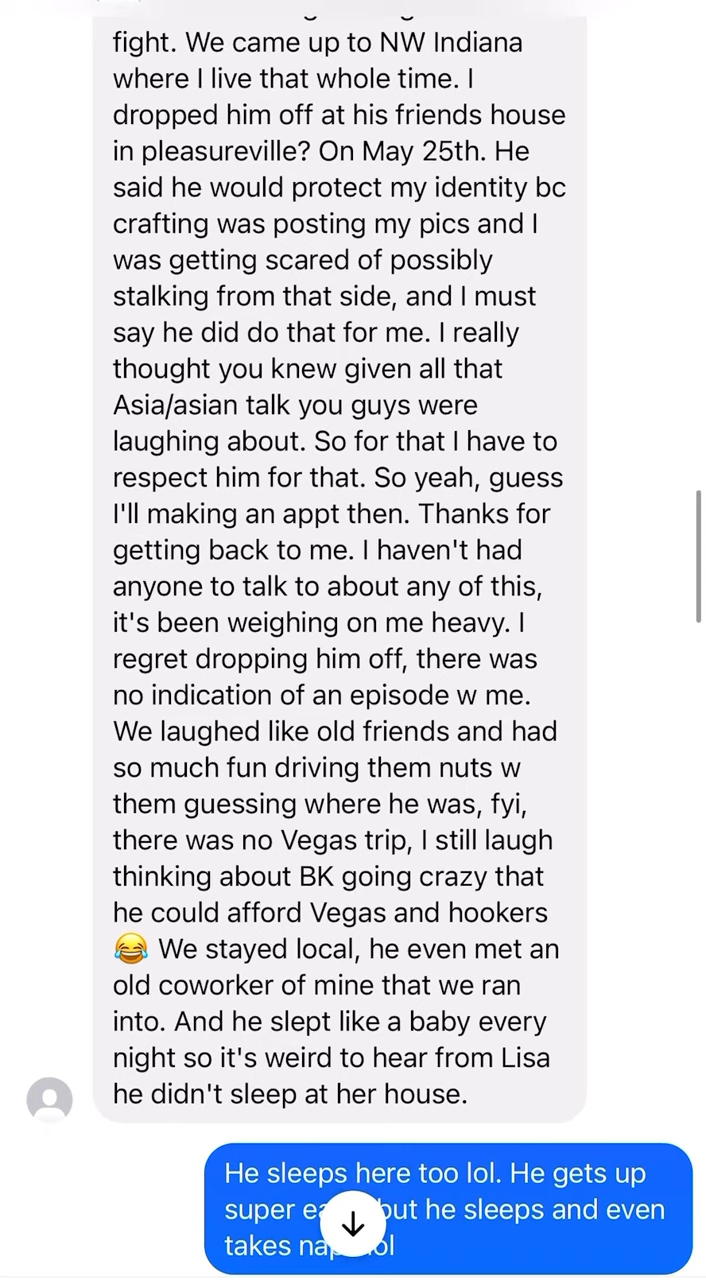 fight. We came up to NW Indiana
where I live that whole time. I
dropped him off at his friends house
in pleasureville? On May 25th. He
said he would protect my identity bc
crafting was posting my pics and I
was getting scared of possibly
stalking from that side, and I must
say he did do that for me. I really
thought you knew given all that
Asia/asian talk you guys were
laughing about. So for that I have to
respect him for that. So yeah, guess
I'll making an appt then. Thanks for
getting back to me. I haven't had
anyone to talk to about any of this,
it's been weighing on me heavy. I
regret dropping him off, there was
no indication of an episode w me.
We laughed like old friends and had
so much fun driving them nuts w
them guessing where he was, fyi,
there was no Vegas trip, I still laugh
thinking about BK going crazy that
he could afford Vegas and hookers
😂 We stayed local, he even met an
old coworker of mine that we ran
into. And he slept like a baby every
night so it's weird to hear from Lisa
he didn't sleep at her house.
He sleeps here too lol. He gets up
super but he sleeps and even
takes lol